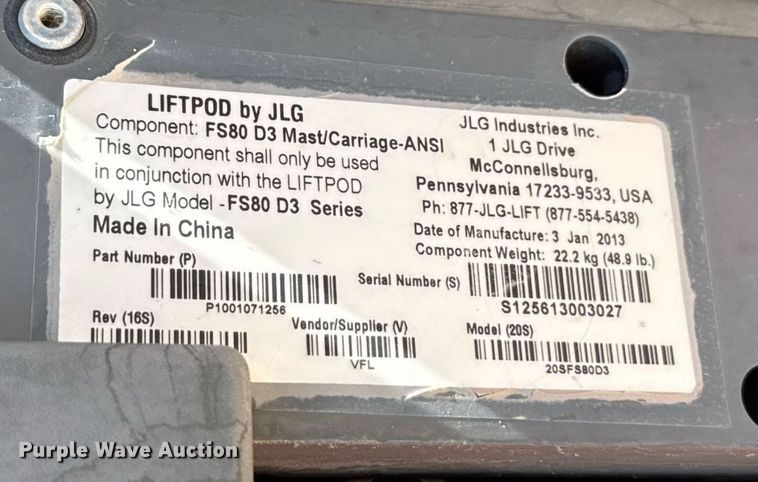 LIFTPOD by JLG
Component: FS80 D3 Mast/Carriage-ANSI
This component shall only be used
in conjunction with the LIFTPOD
by JLG Model -FS80 D3 Series
Made In China
JLG Industries Inc.
1 JLG Drive
McConnellsburg,
Pennsylvania 17233-9533, USA
Ph: 877-JLG-LIFT (877-554-5438)
Date of Manufacture: 3 Jan 2013
Component Weight: 22.2 kg (48.9 lb.)
Part Number (P)
P1001071256
Serial Number (S)
S125613003027
Rev (16S)
Vendor/Supplier (V)
VFL
Model (20S)
20SFS80D3
Purple Wave Auction